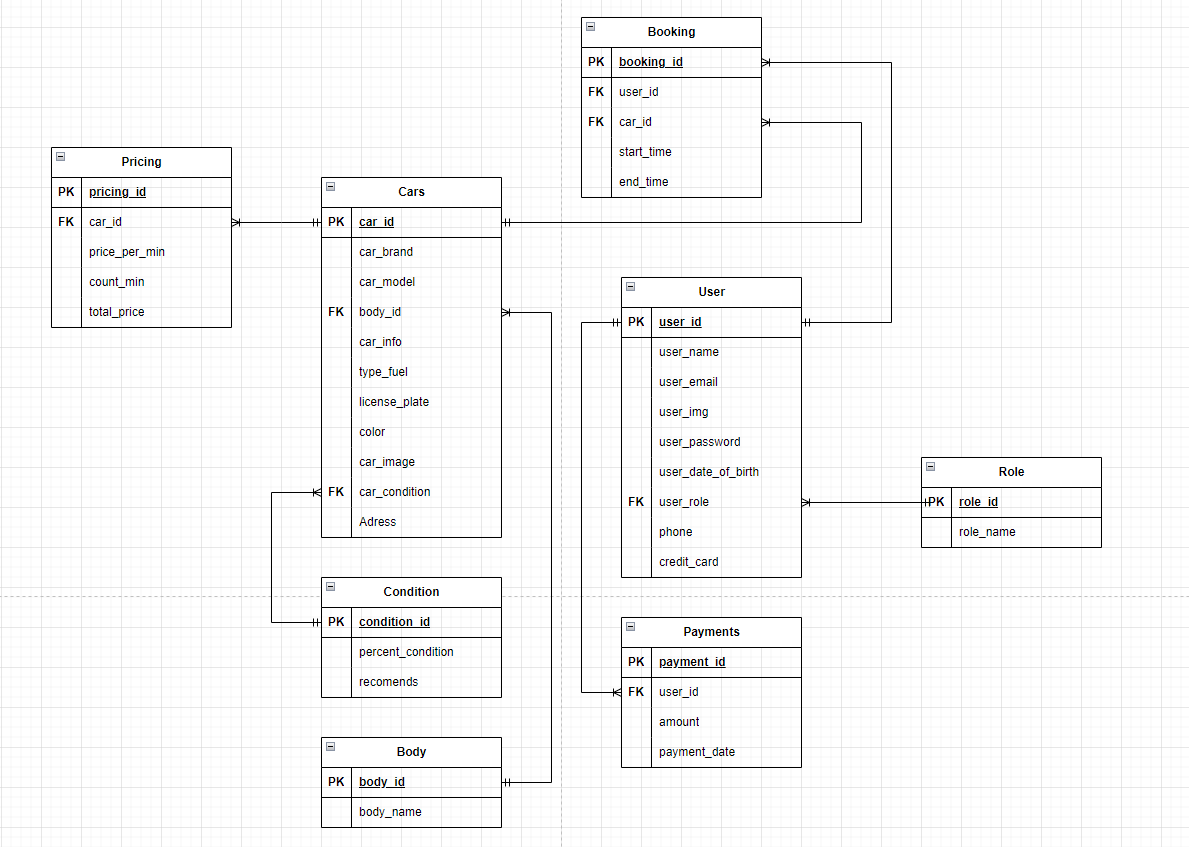 Booking
PK booking_id
FK user_id
FK car_id
start_time
end_time
Pricing
PK pricing_id
FK car_id
price_per_min
count_min
total_price
Cars
PK car_id
car_brand
car_model
FK body_id
car_info
type_fuel
license_plate
color
car_image
FK car_condition
Adress
User
PK user_id
user_name
user_email
user_img
user_password
user_date_of_birth
FK user_role
phone
credit_card
Role
PK role_id
role_name
Condition
PK condition_id
percent_condition
recomends
Payments
PK payment_id
FK user_id
amount
payment_date
Body
PK body_id
body_name